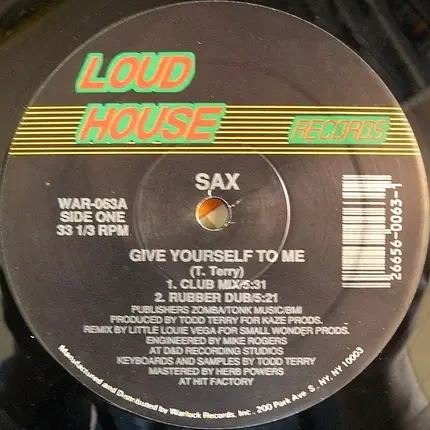 LOUD
HOUSE
RECORDS
SAX
WAR-063A
SIDE ONE
33 1/3 RPM
GIVE YOURSELF TO ME
(T. Terry)
1. CLUB MIX/5:31
2. RUBBER DUB/5:21
PUBLISHERS ZOMBA/TONK MUSIC/BMI
PRODUCED BY TODD TERRY FOR KAZE PRODS.
REMIX BY LITTLE LOUIE VEGA-FOR SMALL WONDER PRODS.
ENGINEERED BY MIKE ROGERS
AT D&D RECORDING STUDIOS
KEYBOARDS AND SAMPLES BY TODD TERRY
MASTERED BY HERB POWERS
AT HIT FACTORY
Manufactured and Distributed by Warlock Records, Inc., 200 Park Ave S., NY, NY 10003
26656-0063-1